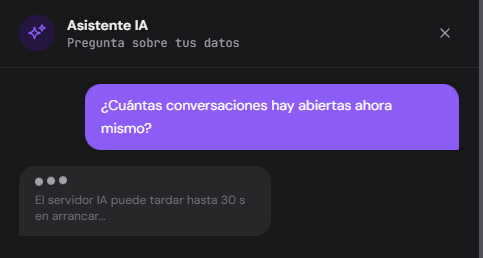 Asistente IA
Pregunta sobre tus datos
¿Cuántas conversaciones hay abiertas ahora
mismo?
El servidor IA puede tardar hasta 30 s
en arrancar...